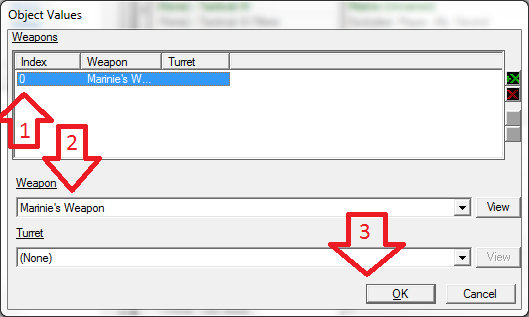 Object Values
Weapons
Index Weapon Turret
0 Marinie's W...
1
2
Weapon
Marinie's Weapon View
Turret
3
(None) View
OK Cancel